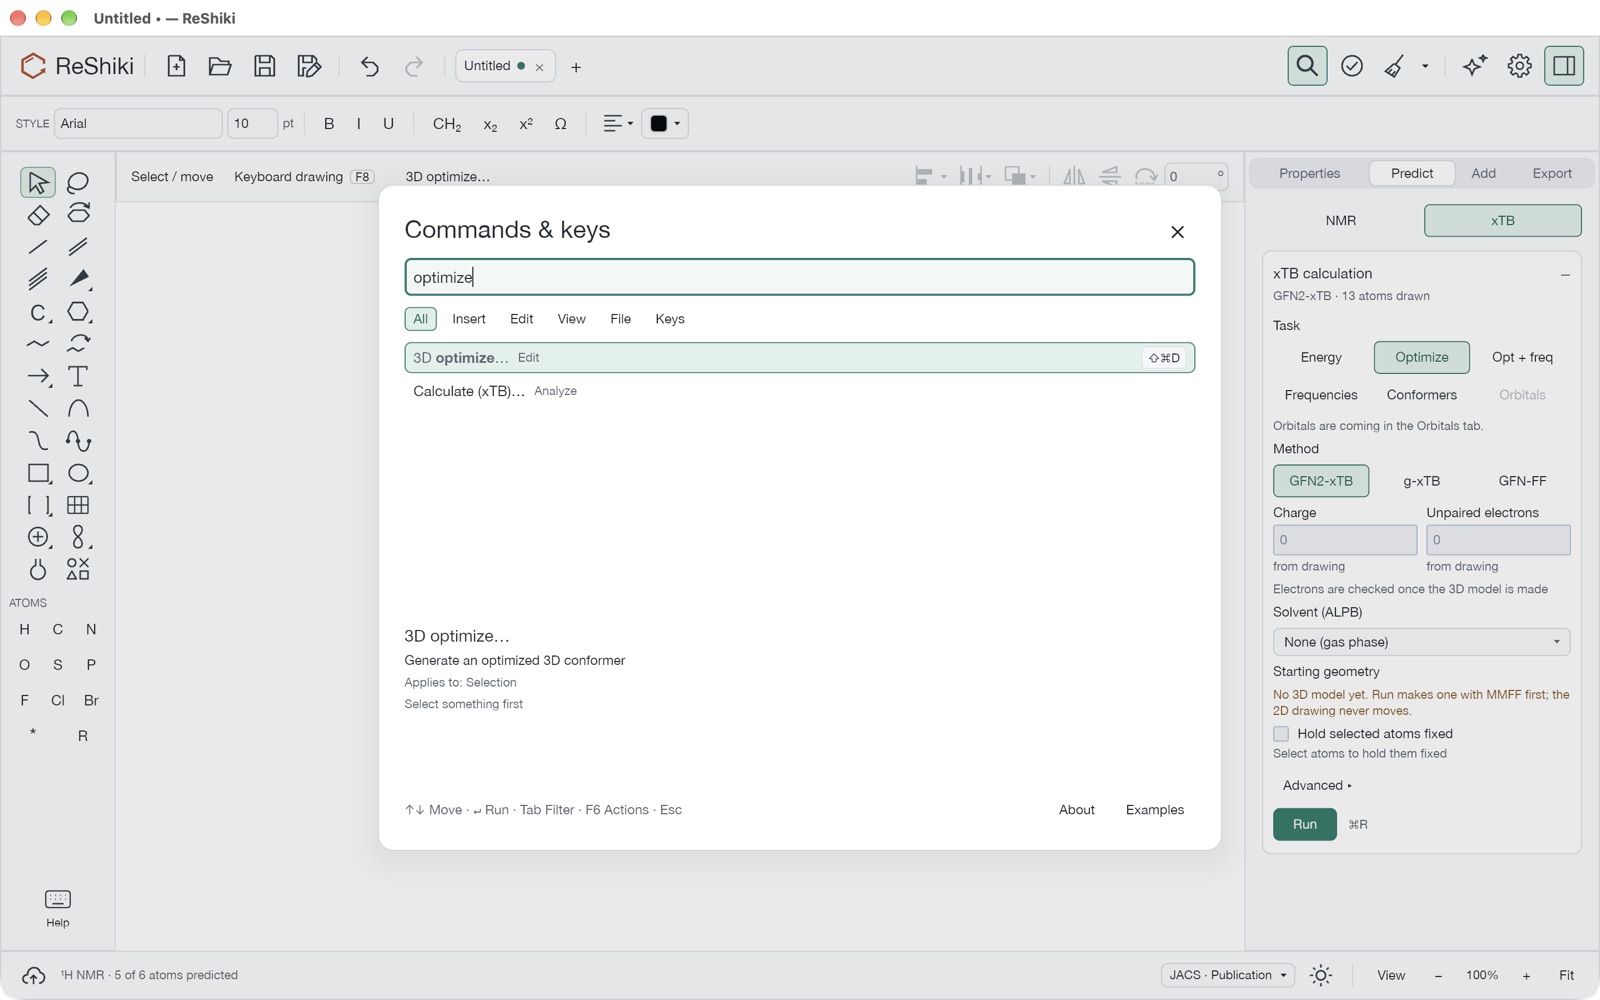 Untitled • — ReShiki
ReShiki
Untitled
STYLE Arial 10 pt B I U CH₂ x₂ x² Ω
Select / move Keyboard drawing F8 3D optimize... 0 °
Properties Predict Add Export
NMR xTB
xTB calculation
GFN2-xTB · 13 atoms drawn
Task
Energy Optimize Opt + freq
Frequencies Conformers Orbitals
Orbitals are coming in the Orbitals tab.
Method
GFN2-xTB g-xTB GFN-FF
Charge Unpaired electrons
0 0
from drawing from drawing
Electrons are checked once the 3D model is made
Solvent (ALPB)
None (gas phase)
Starting geometry
No 3D model yet. Run makes one with MMFF first; the
2D drawing never moves.
Hold selected atoms fixed
Select atoms to hold them fixed
Advanced
Run ⌘R
Commands & keys
optimize
All Insert Edit View File Keys
3D optimize... Edit ⇧⌘D
Calculate (xTB)... Analyze
3D optimize...
Generate an optimized 3D conformer
Applies to: Selection
Select something first
↑↓ Move · ↵ Run · Tab Filter · F6 Actions · Esc About Examples
C
T
ATOMS
H C N
O S P
F Cl Br
* R
Help
¹H NMR · 5 of 6 atoms predicted JACS · Publication View − 100% + Fit